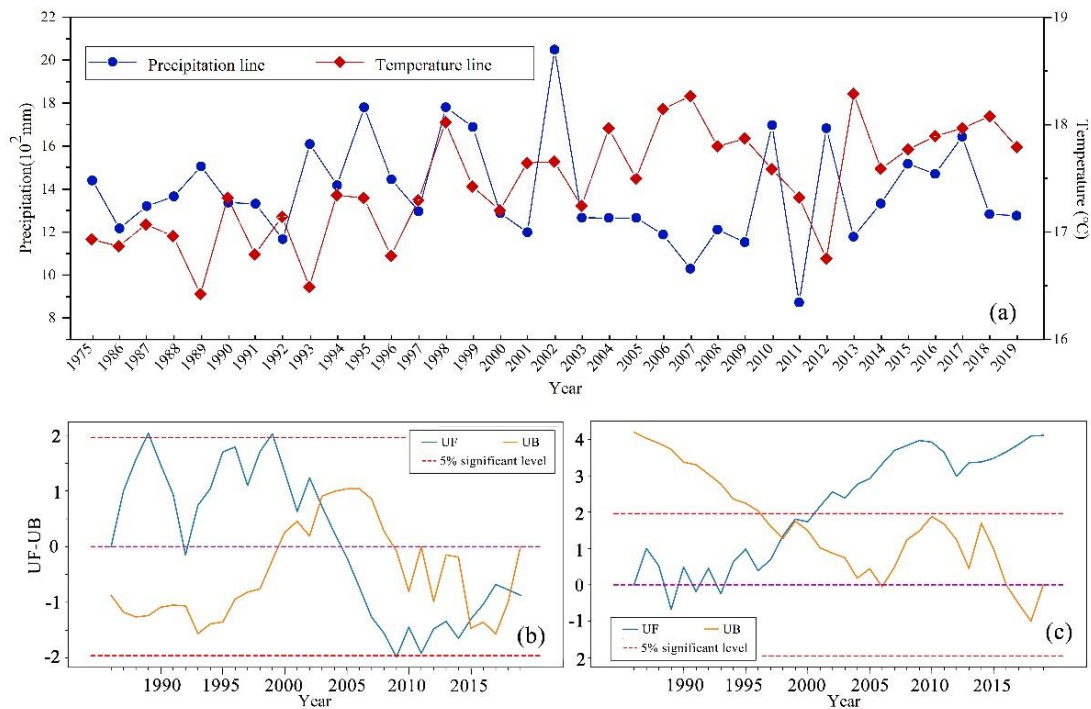 22
20
18
16
14
12
10
8
Precipitation(10⁻²mm)
Precipitation line
Temperature line
19
18
17
16
Temperature (°C)
(a)
1975 1986 1987 1988 1989 1990 1991 1992 1993 1994 1995 1996 1997 1998 1999 2000 2001 2002 2003 2004 2005 2006 2007 2008 2009 2010 2011 2012 2013 2014 2015 2016 2017 2018 2019
Year
2
1
0
-1
-2
UF-UB
UF UB
5% significant level
(b)
1990 1995 2000 2005 2010 2015
Year
4
3
2
1
0
1
2
UF UB
5% significant level
(c)
1990 1995 2000 2005 2010 2015
Year